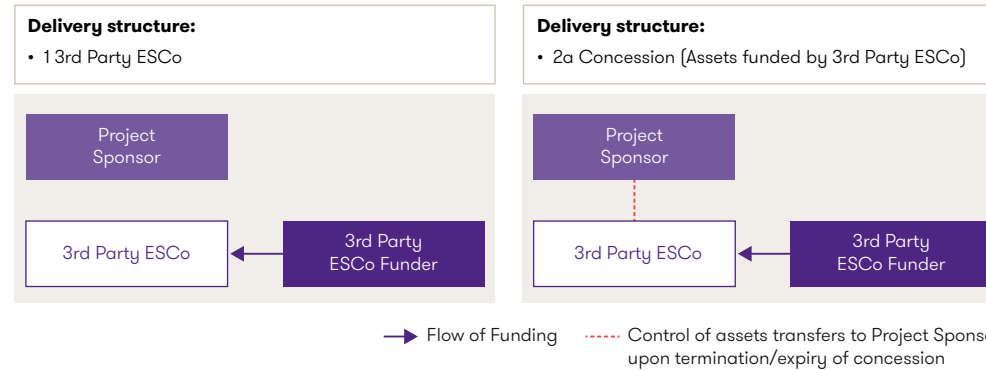 Delivery structure:
• 1 3rd Party ESCo
Project
Sponsor
3rd Party ESCo
3rd Party
ESCo Funder
Delivery structure:
• 2a Concession (Assets funded by 3rd Party ESCo)
Project
Sponsor
3rd Party ESCo
3rd Party
ESCo Funder
Flow of Funding
Control of assets transfers to Project Spons
upon termination/expiry of concession